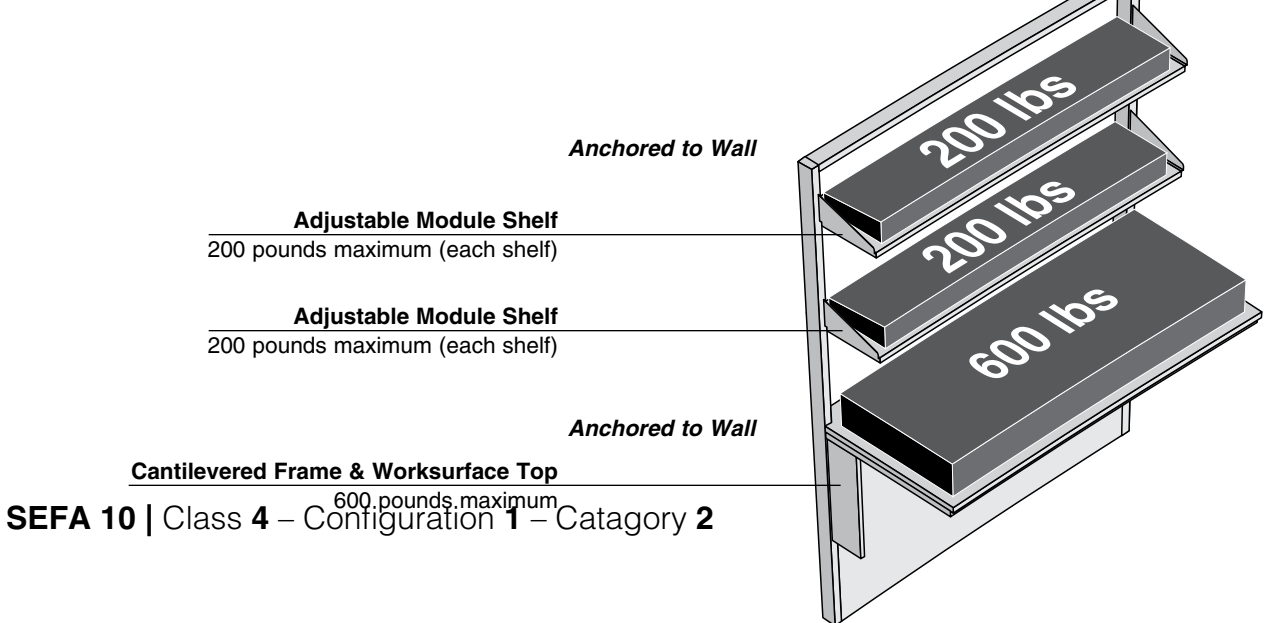 200 lbs
Anchored to Wall
Adjustable Module Shelf
200 pounds maximum (each shelf)
200 lbs
Adjustable Module Shelf
200 pounds maximum (each shelf)
600 lbs
Anchored to Wall
Cantilevered Frame & Worksurface Top
600 pounds maximum
SEFA 10 | Class 4 – Configuration 1 – Catagory 2